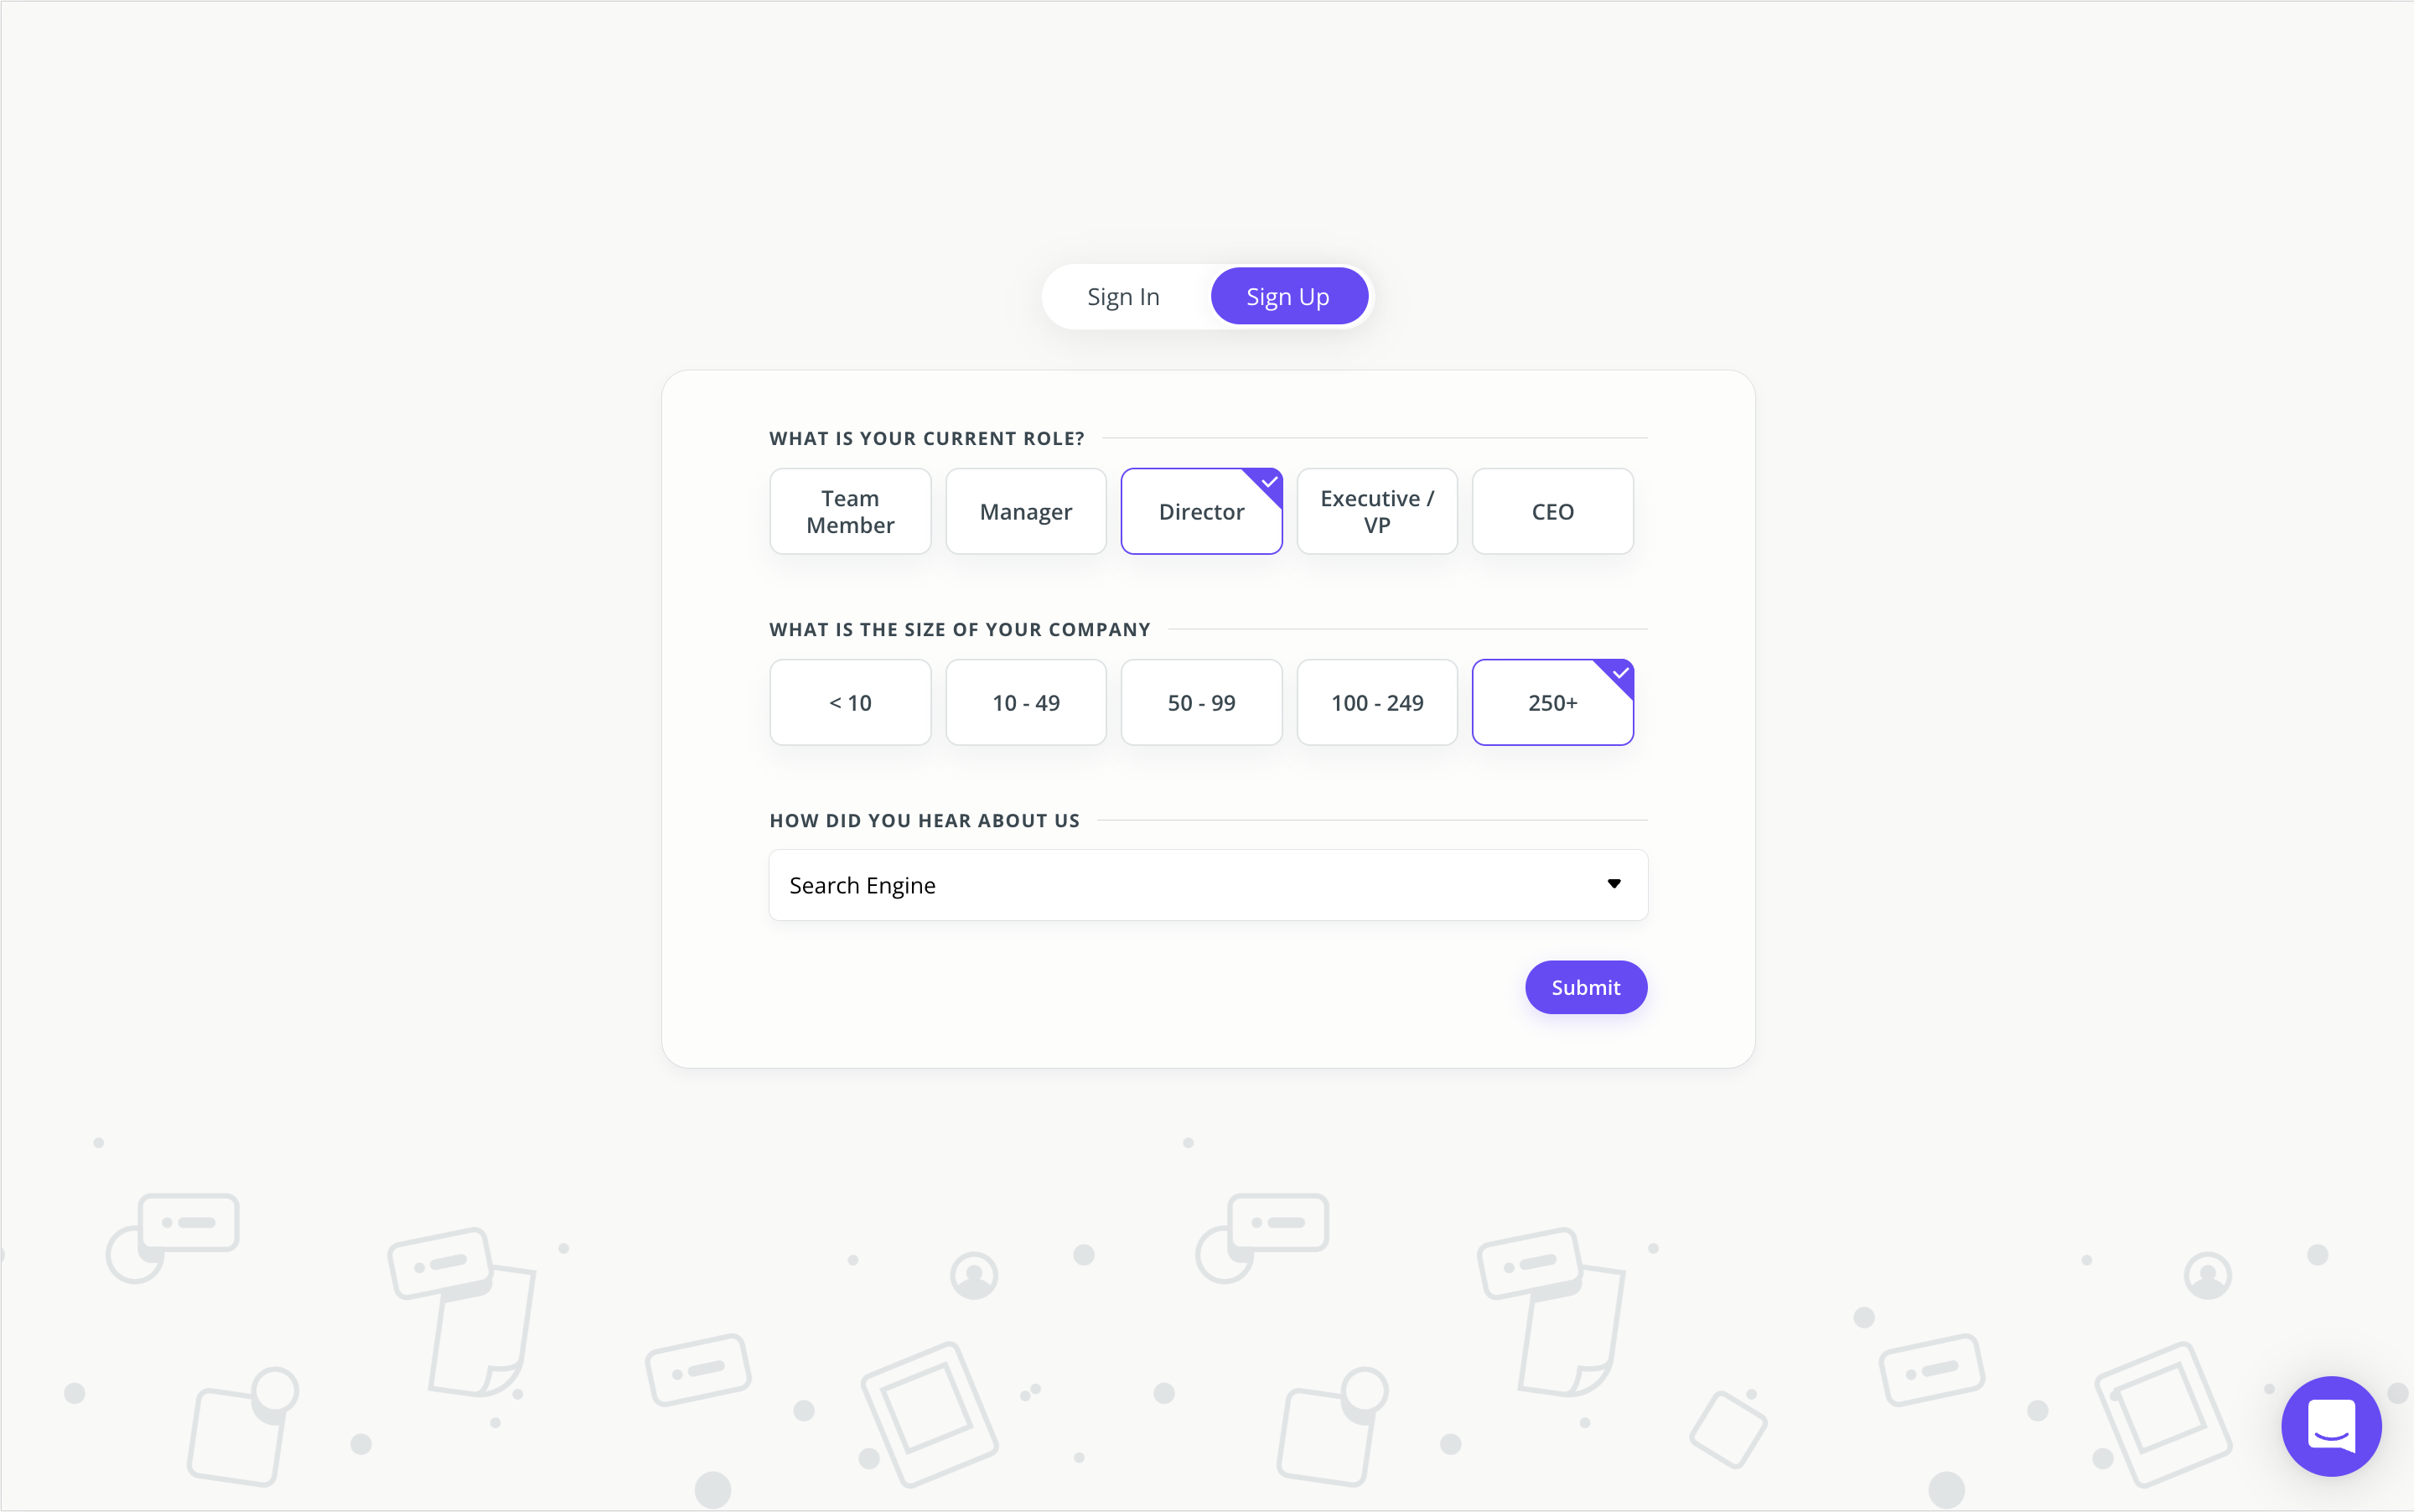 Sign In
Sign Up
WHAT IS YOUR CURRENT ROLE?
Team
Member
Manager
Director
Executive /
VP
CEO
WHAT IS THE SIZE OF YOUR COMPANY
< 10
10 - 49
50 - 99
100 - 249
250+
HOW DID YOU HEAR ABOUT US
Search Engine
Submit